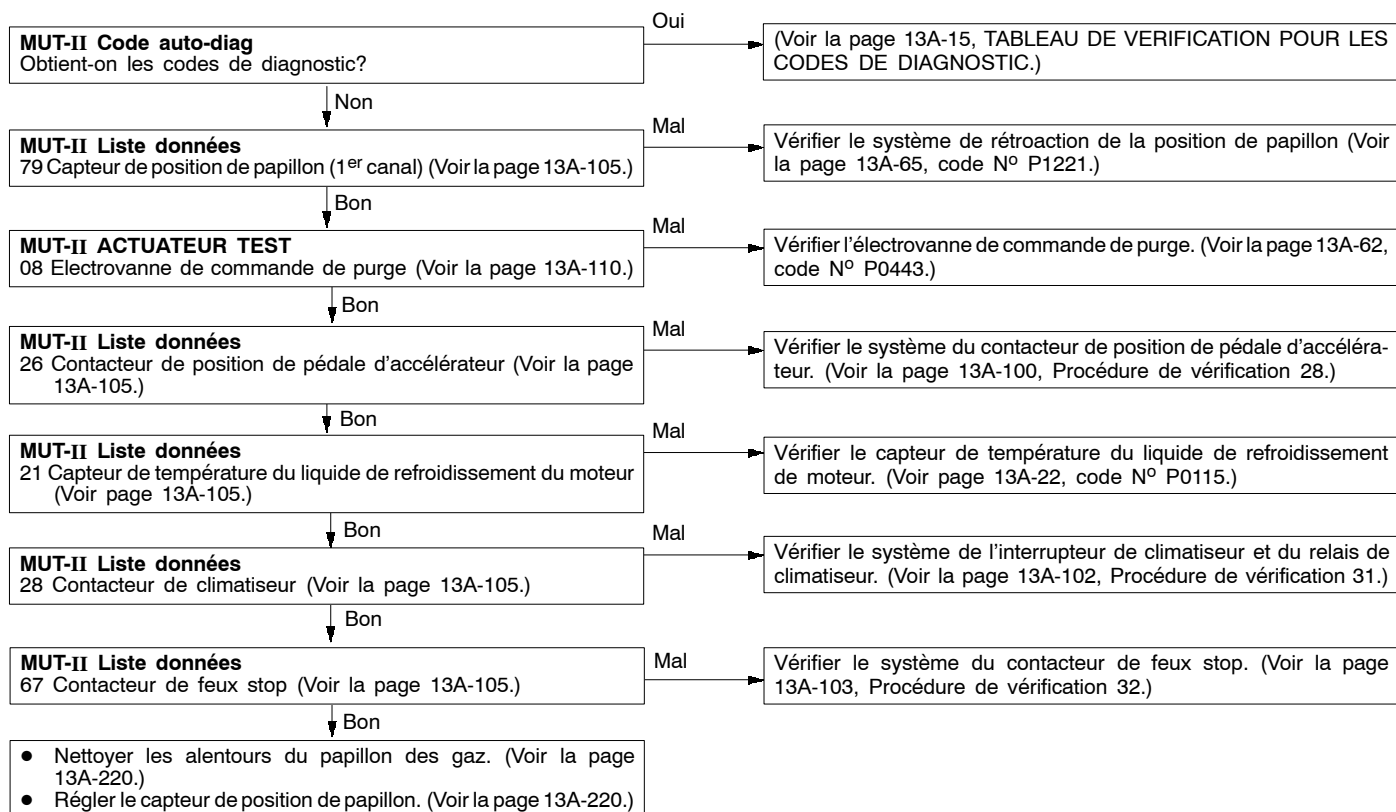 Oui
MUT-II Code auto-diag
Obtient-on les codes de diagnostic?
(Voir la page 13A-15, TABLEAU DE VERIFICATION POUR LES
CODES DE DIAGNOSTIC.)
Non
Mal
MUT-II Liste données
79 Capteur de position de papillon (1er canal) (Voir la page 13A-105.)
Vérifier le système de rétroaction de la position de papillon (Voir
la page 13A-65, code No P1221.)
Bon
Mal
MUT-II ACTUATEUR TEST
08 Electrovanne de commande de purge (Voir la page 13A-110.)
Vérifier l'électrovanne de commande de purge. (Voir la page 13A-62,
code No P0443.)
Bon
Mal
MUT-II Liste données
26 Contacteur de position de pédale d'accélérateur (Voir la page
13A-105.)
Vérifier le système du contacteur de position de pédale d'accéléra-
teur. (Voir la page 13A-100, Procédure de vérification 28.)
Bon
Mal
MUT-II Liste données
21 Capteur de température du liquide de refroidissement du moteur
(Voir page 13A-105.)
Vérifier le capteur de température du liquide de refroidissement
de moteur. (Voir page 13A-22, code No P0115.)
Bon
Mal
MUT-II Liste données
28 Contacteur de climatiseur (Voir la page 13A-105.)
Vérifier le système de l'interrupteur de climatiseur et du relais de
climatiseur. (Voir la page 13A-102, Procédure de vérification 31.)
Bon
Mal
MUT-II Liste données
67 Contacteur de feux stop (Voir la page 13A-105.)
Vérifier le système du contacteur de feux stop. (Voir la page
13A-103, Procédure de vérification 32.)
Bon
● Nettoyer les alentours du papillon des gaz. (Voir la page
13A-220.)
● Régler le capteur de position de papillon. (Voir la page 13A-220.)